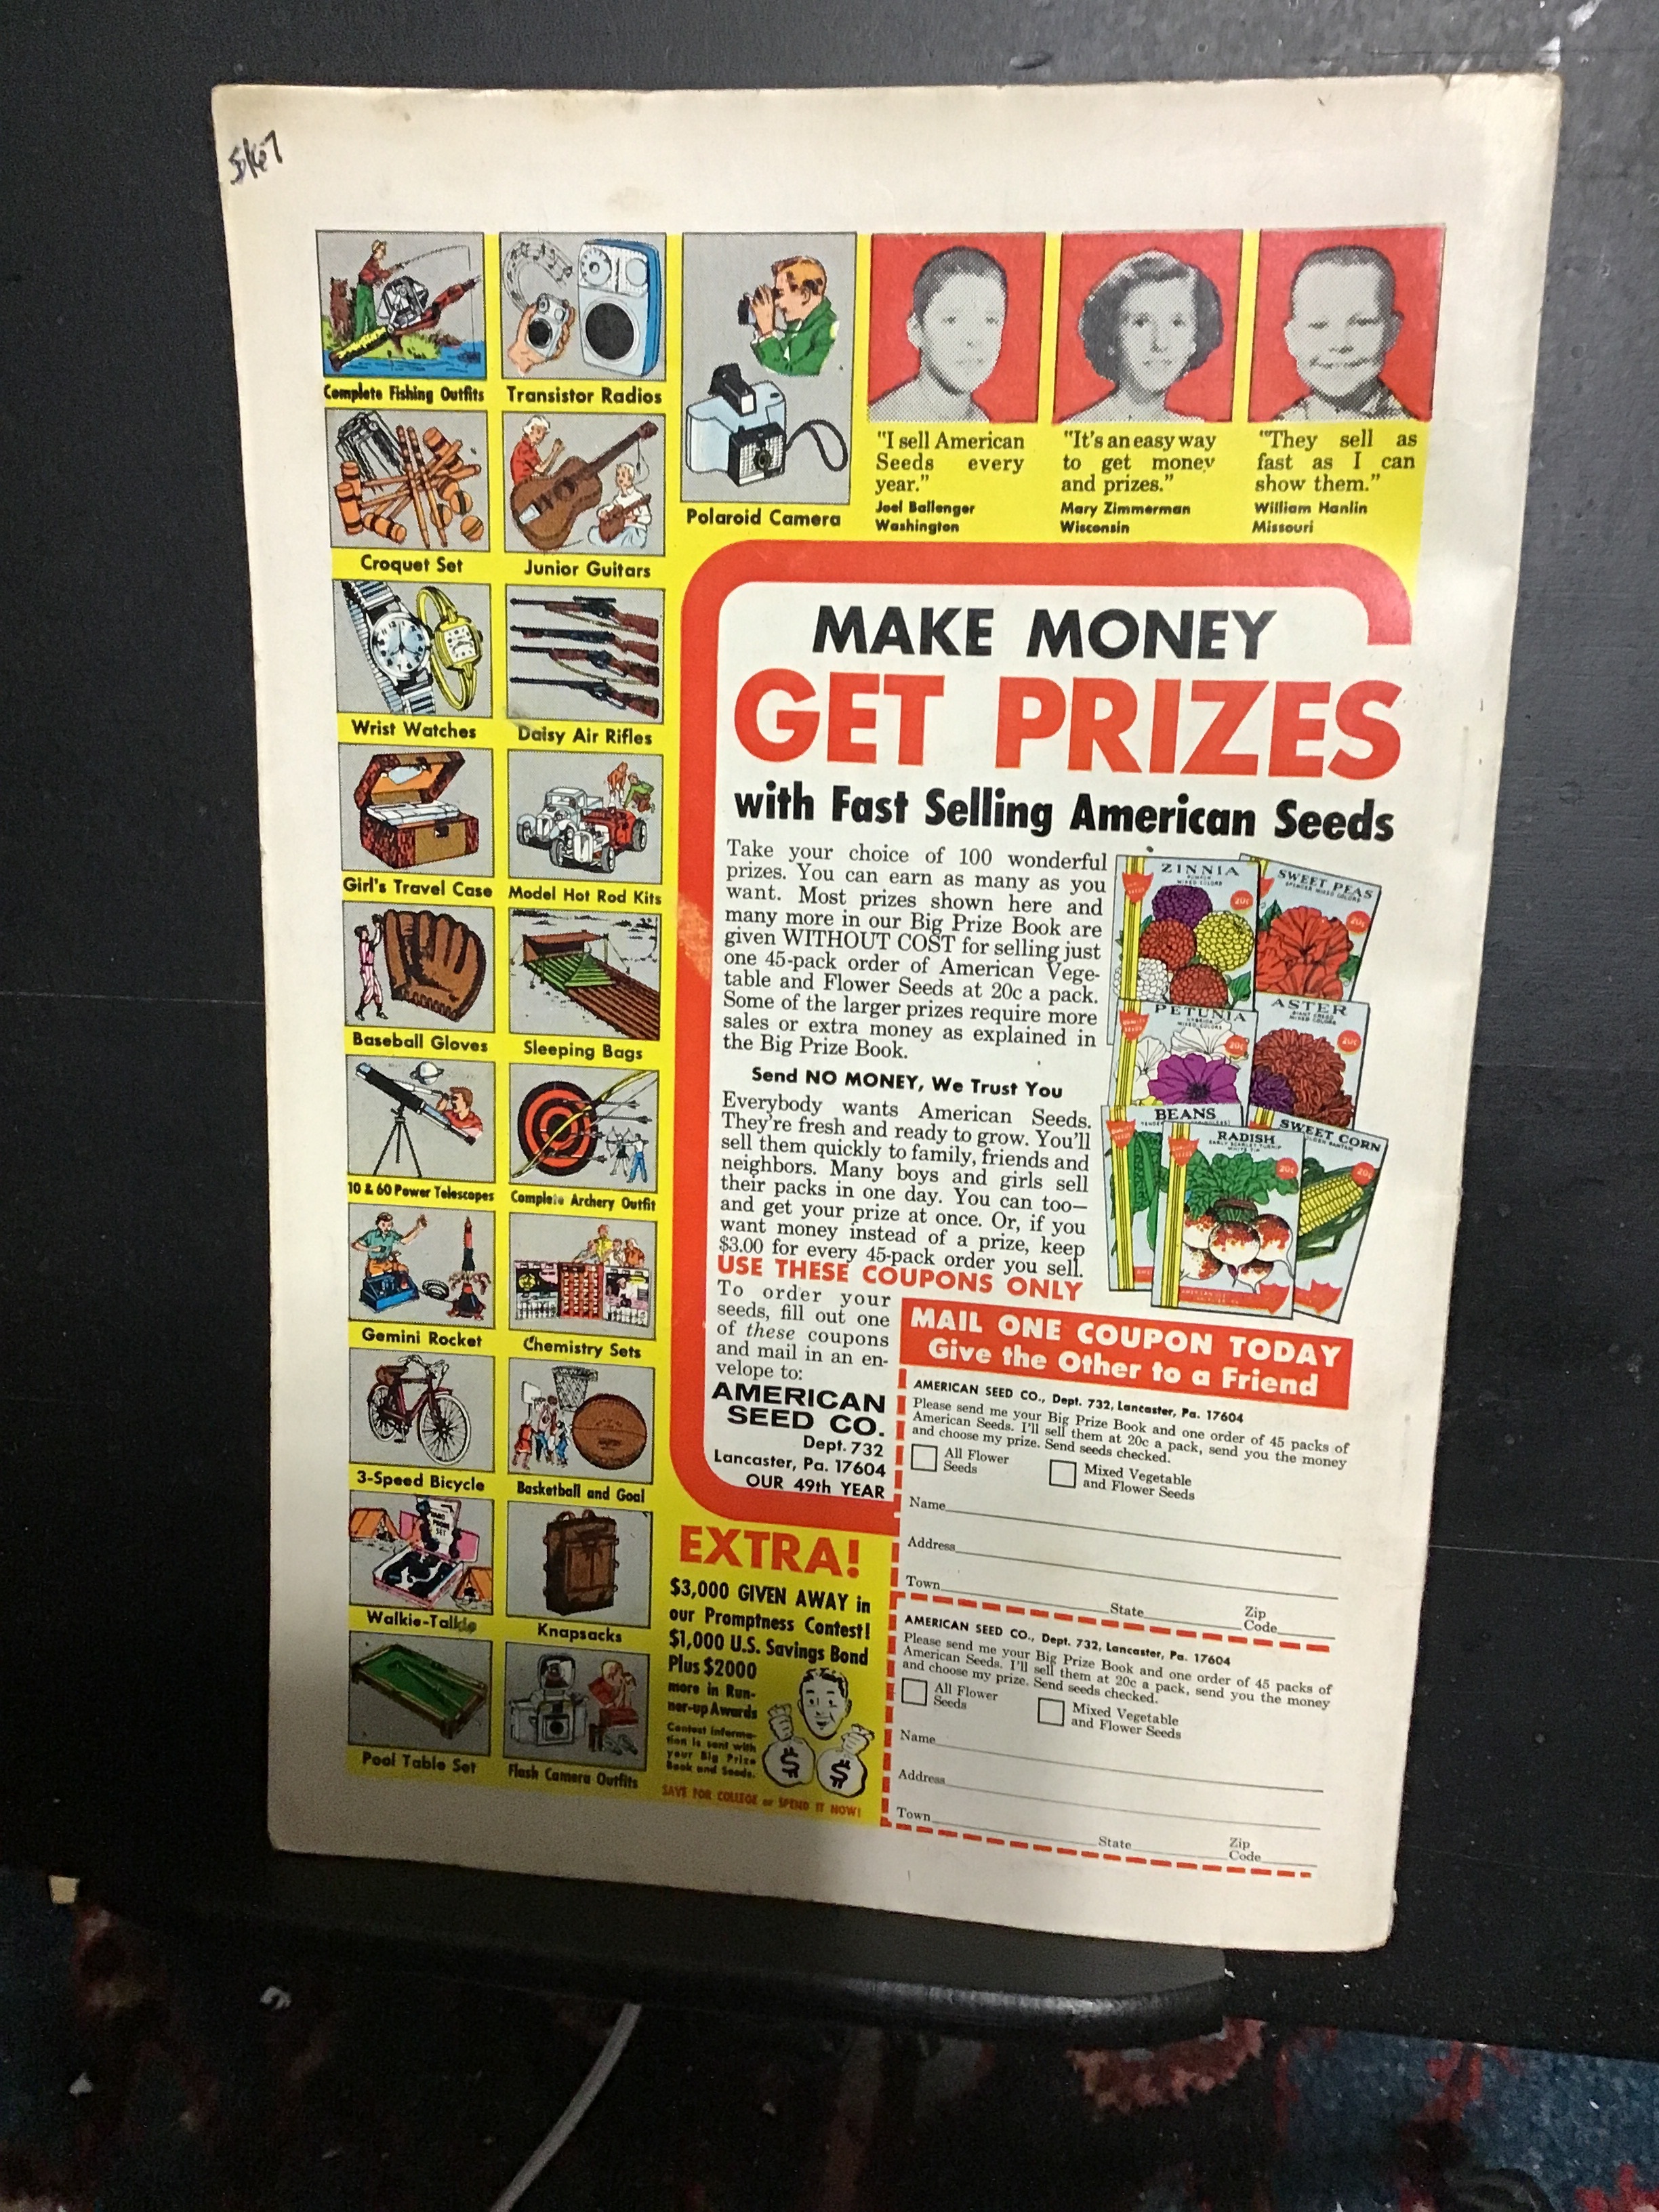 5/67
Complete Fishing Outfits
Transistor Radios
Croquet Set
Junior Guitars
Polaroid Camera
Wrist Watches
Daisy Air Rifles
Girl's Travel Case
Model Hot Rod Kits
Baseball Gloves
Sleeping Bags
10 & 60 Power Telescopes
Complete Archery Outfit
Gemini Rocket
Chemistry Sets
3-Speed Bicycle
Basketball and Goal
Walkie-Talkie
Knapsacks
Pool Table Set
Flash Camera Outfits
"I sell American
Seeds every
year."
Joel Ballenger
Washington
"It's an easy way
to get money
and prizes."
Mary Zimmerman
Wisconsin
"They sell as
fast as I can
show them."
William Hanlin
Missouri
MAKE MONEY
GET PRIZES
with Fast Selling American Seeds
Take your choice of 100 wonderful
prizes. You can earn as many as you
want. Most prizes shown here and
many more in our Big Prize Book are
given WITHOUT COST for selling just
one 45-pack order of American Vege-
table and Flower Seeds at 20c a pack.
Some of the larger prizes require more
sales or extra money as explained in
the Big Prize Book.
Send NO MONEY, We Trust You
Everybody wants American Seeds.
They're fresh and ready to grow. You'll
sell them quickly to family, friends and
neighbors. Many boys and girls sell
their packs in one day. You can too—
and get your prize at once. Or, if you
want money instead of a prize, keep
$3.00 for every 45-pack order you sell.
USE THESE COUPONS ONLY
To order your
seeds, fill out one
of these coupons
and mail in an en-
velope to:
AMERICAN
SEED CO.
Dept. 732
Lancaster, Pa. 17604
OUR 49th YEAR
ZINNIA
MIXED COLORS
20c
SWEET PEAS
SPENCER MIXED COLORS
20c
PETUNIA
MIXED COLORS
20c
ASTER
MIXED COLORS
20c
BEANS
RADISH
20c
SWEET CORN
20c
MAIL ONE COUPON TODAY
Give the Other to a Friend
AMERICAN SEED CO., Dept. 732, Lancaster, Pa. 17604
Please send me your Big Prize Book and one order of 45 packs of
American Seeds. I'll sell them at 20c a pack, send you the money
and choose my prize. Send seeds checked.
All Flower
Seeds
Mixed Vegetable
and Flower Seeds
Name
Address
Town
State
Zip
Code
AMERICAN SEED CO., Dept. 732, Lancaster, Pa. 17604
Please send me your Big Prize Book and one order of 45 packs of
American Seeds. I'll sell them at 20c a pack, send you the money
and choose my prize. Send seeds checked.
All Flower
Seeds
Mixed Vegetable
and Flower Seeds
Name
Address
Town
State
Zip
Code
EXTRA!
$3,000 GIVEN AWAY in
our Promptness Contest!
$1,000 U.S. Savings Bond
Plus $2000
more in Run-
ner-up Awards
Contest informa-
tion is sent with
your Big Prize
Book and Seeds.
$ $
SAVE FOR COLLEGE or SPEND IT NOW!